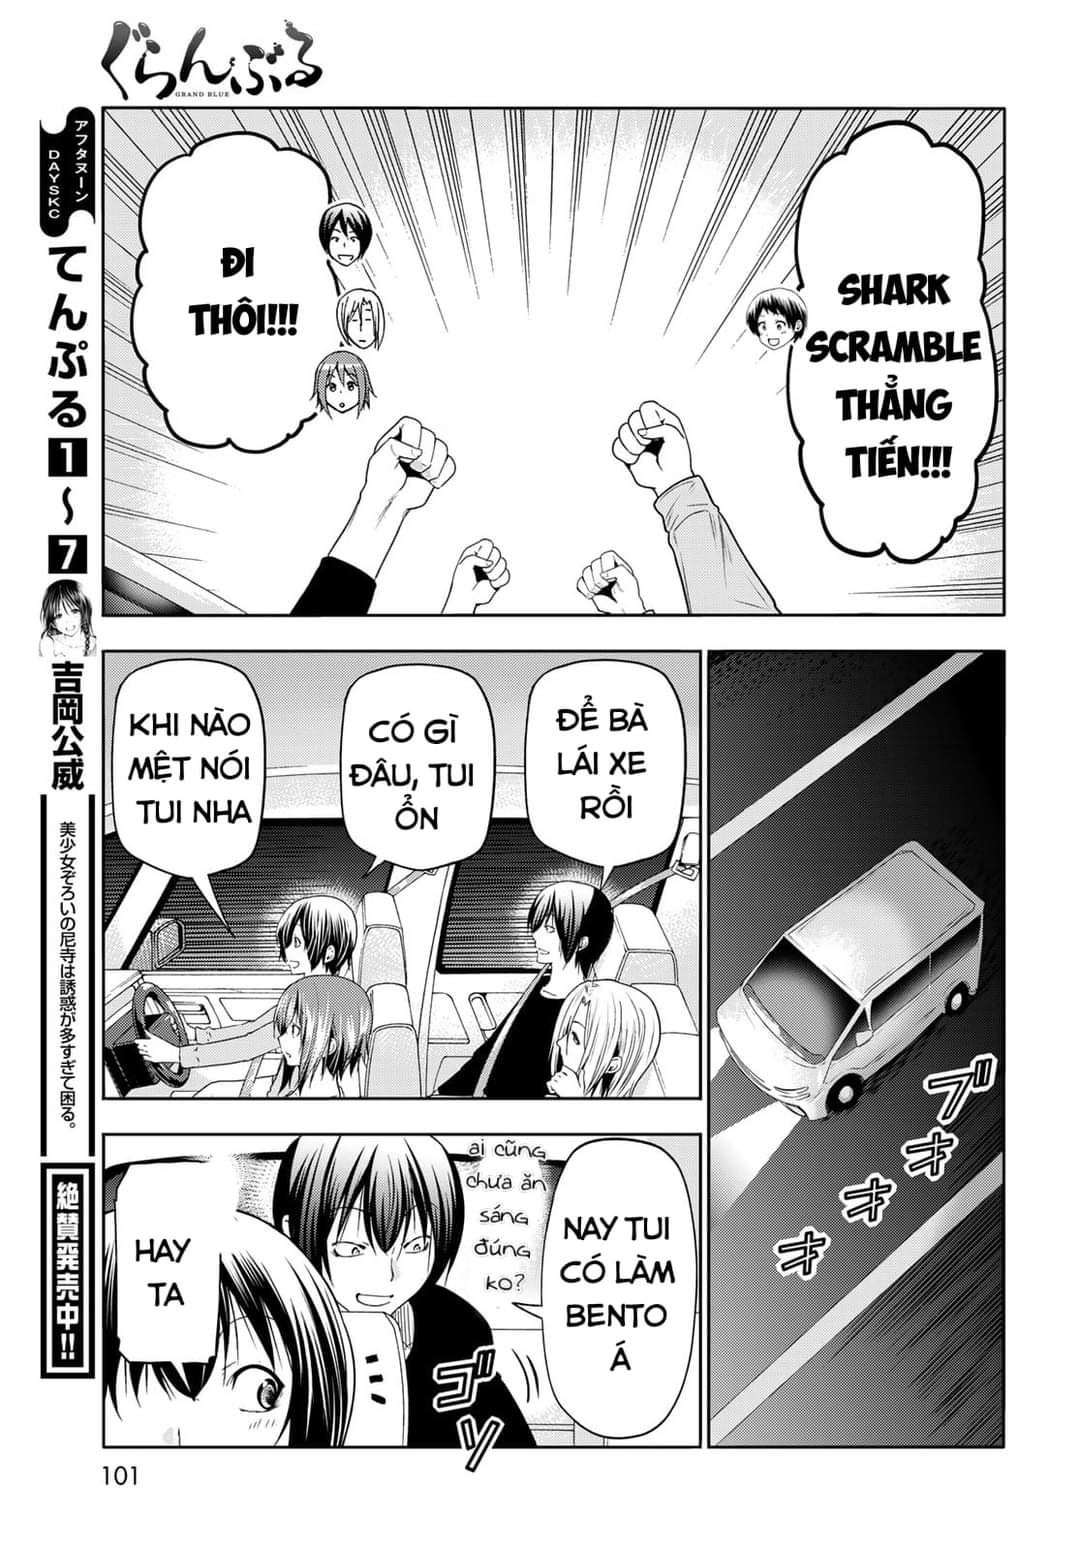 ぐらんぶる
GRAND BLUE
SHARK
SCRAMBLE
THẲNG
TIẾN!!!
ĐI
THÔI!!!
アフタヌーン
DAYSKC
てんぷる1~7
吉岡公威
美少女ぞろいの尼寺は誘惑が多すぎて困る。
絶賛発売中!!
ブオオオ
ĐỂ BÀ
LÁI XE
RỒI
CÓ GÌ
ĐÂU, TUI
ỔN
KHI NÀO
MỆT NÓI
TUI NHA
NAY TUI
CÓ LÀM
BENTO
Á
ai cũng
chưa ăn
sáng
đúng
ko?
ゴソ
HAY
TA
101